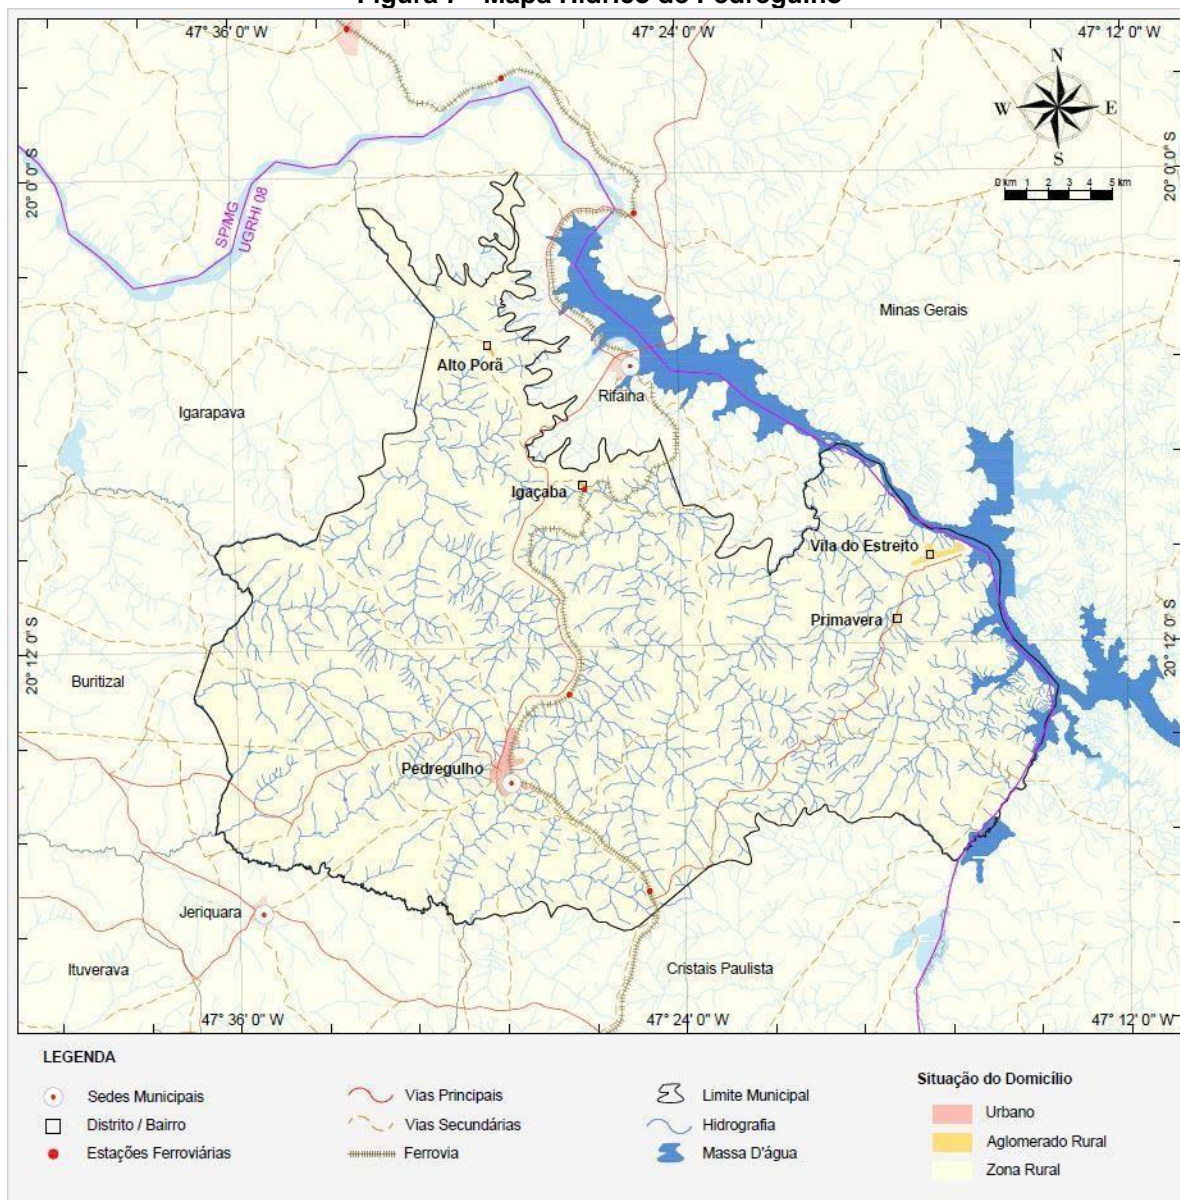 Figura 7 - Mapa Hídrico de Pedregulho
47° 36' 0" W
47° 24' 0" W
47° 12' 0" W
N
W
E
S
0 km 1 2 3 4 5 km
20° 0' 0" S
20° 0' 0" S
SP/MG
UGRHI 08
Minas Gerais
Alto Porã
Rifaina
Igarapava
Igaçaba
Vila do Estreito
Primavera
20° 12' 0" S
20° 12' 0" S
Buritizal
Pedregulho
Jeriquara
Ituverava
Cristais Paulista
47° 36' 0" W
47° 24' 0" W
47° 12' 0" W
LEGENDA
Sedes Municipais
Distrito / Bairro
Estações Ferroviárias
Vias Principais
Vias Secundárias
Ferrovia
Limite Municipal
Hidrografia
Massa D'água
Situação do Domicílio
Urbano
Aglomerado Rural
Zona Rural